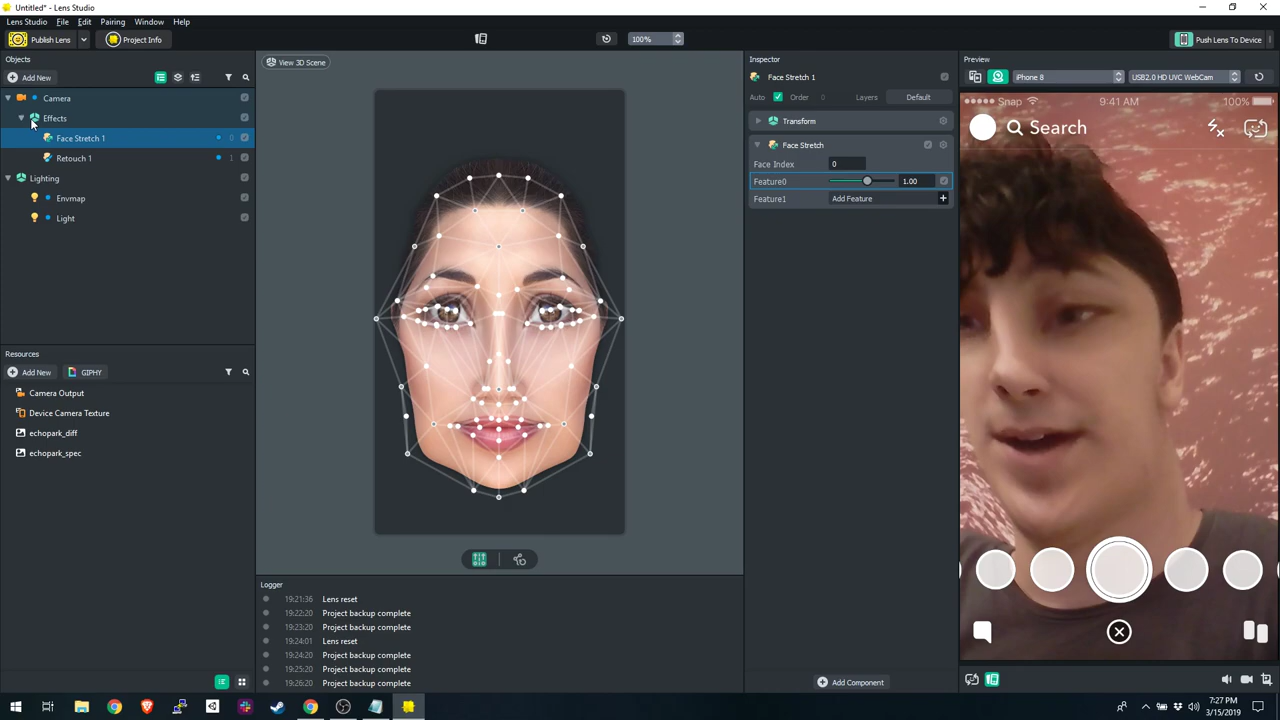 Untitled* - Lens Studio
Lens Studio File Edit Pairing Window Help
Publish Lens Project Info 100% Push Lens To Device
Objects
Add New
Camera
Effects
Face Stretch 1 0
Retouch 1 1
Lighting
Envmap
Light
Resources
Add New GIPHY
Camera Output
Device Camera Texture
echopark_diff
echopark_spec
View 3D Scene
Logger
19:21:36 Lens reset
19:22:20 Project backup complete
19:23:20 Project backup complete
19:24:01 Lens reset
19:24:20 Project backup complete
19:25:20 Project backup complete
19:26:20 Project backup complete
Inspector
Face Stretch 1
Auto Order 0 Layers Default
Transform
Face Stretch
Face Index 0
Feature0 1.00
Feature1 Add Feature +
Add Component
Preview
iPhone 8 USB2.0 HD UVC WebCam
Snap 9:41 AM 100%
Search
7:27 PM
3/15/2019